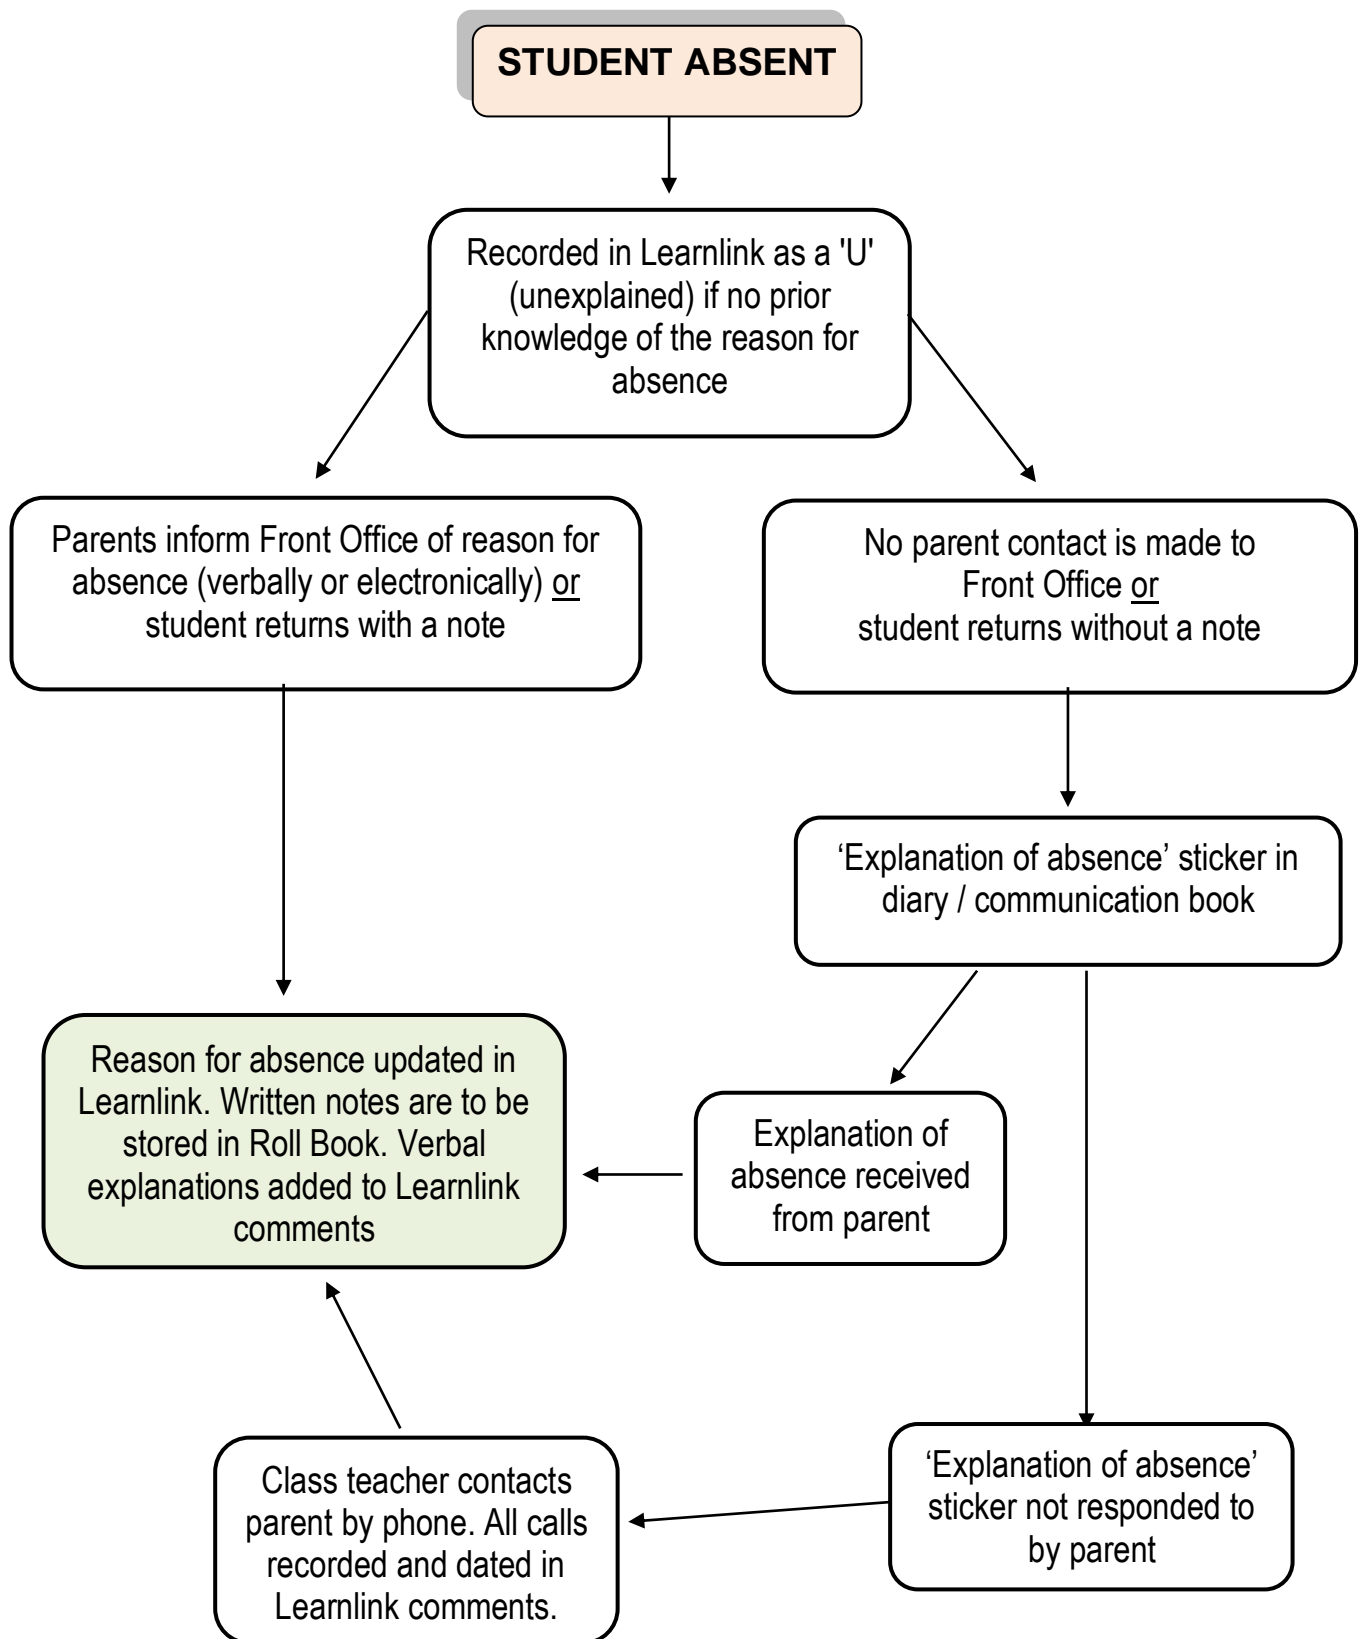 STUDENT ABSENT
Recorded in Learnlink as a 'U'
(unexplained) if no prior
knowledge of the reason for
absence
Parents inform Front Office of reason for
absence (verbally or electronically) or
student returns with a note
No parent contact is made to
Front Office or
student returns without a note
‘Explanation of absence’ sticker in
diary / communication book
Reason for absence updated in
Learnlink. Written notes are to be
stored in Roll Book. Verbal
explanations added to Learnlink
comments
Explanation of
absence received
from parent
Class teacher contacts
parent by phone. All calls
recorded and dated in
Learnlink comments.
‘Explanation of absence’
sticker not responded to
by parent